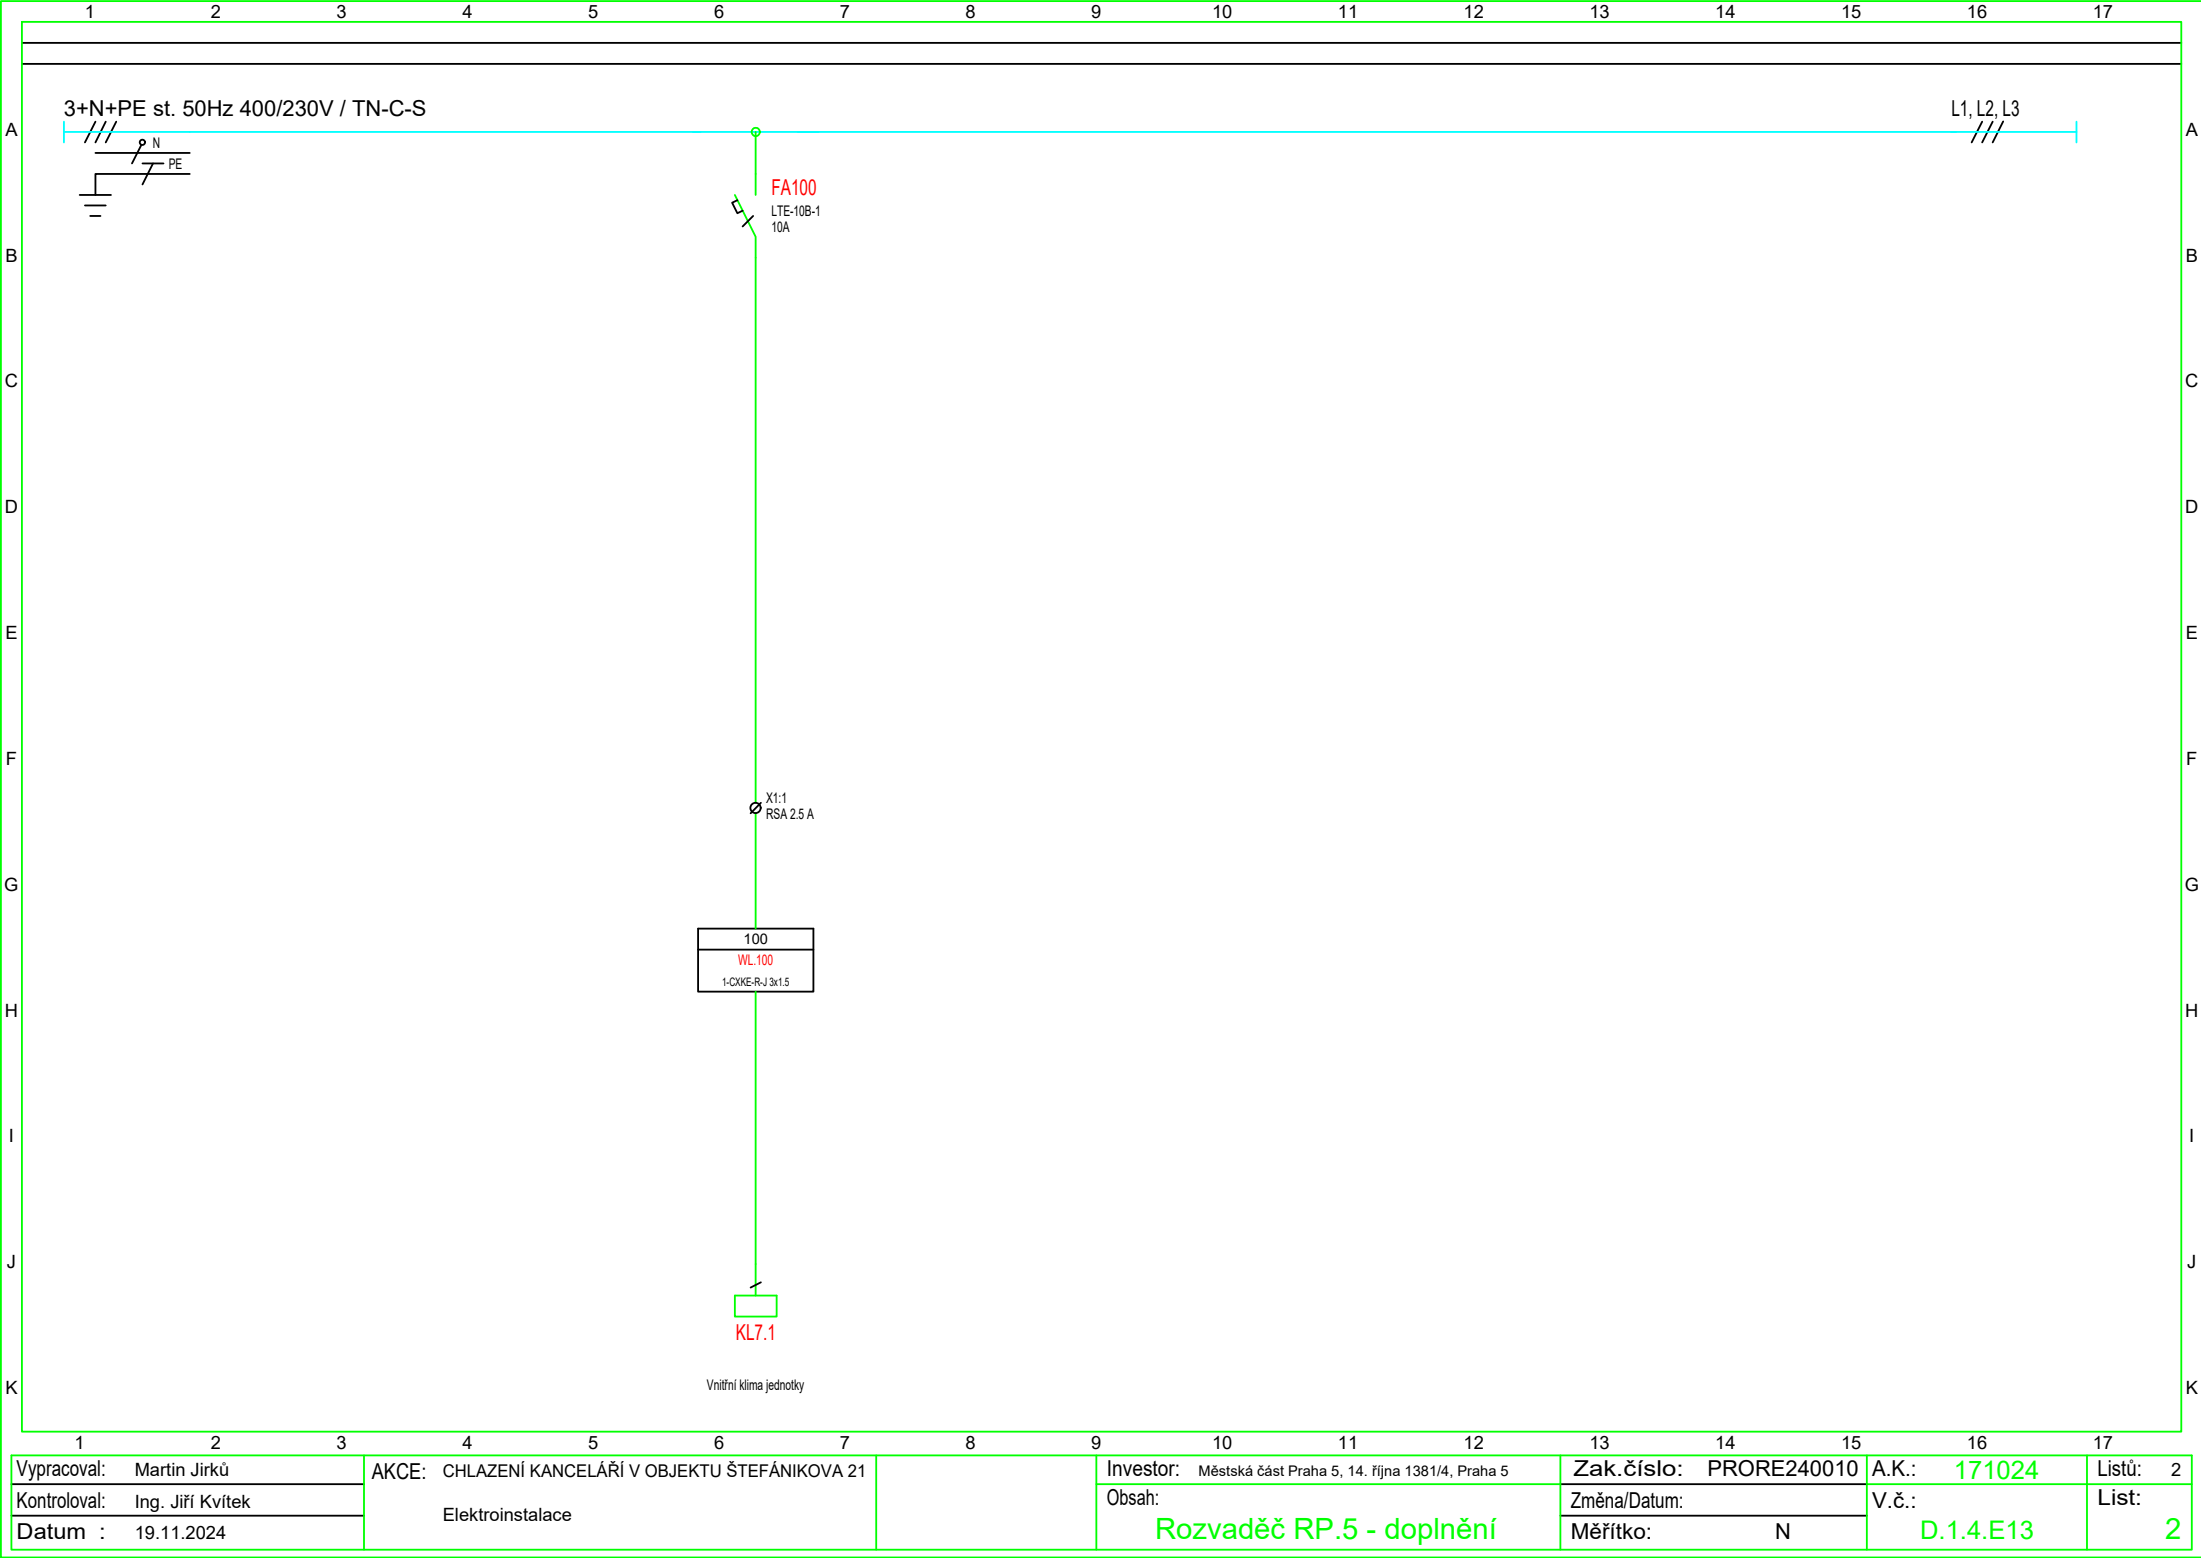 1 2 3 4 5 6 7 8 9 10 11 12 13 14 15 16 17
3+N+PE st. 50Hz 400/230V / TN-C-S
L1, L2, L3
A A
N
PE
FA100
LTE-10B-1
10A
B B
C C
D D
E E
F F
X1:1
RSA 2.5 A
G G
100
WL.100
1-CXKE-R-J 3x1.5
H H
I I
J J
KL7.1
Vnitřní klima jednotky
K K
1 2 3 4 5 6 7 8 9 10 11 12 13 14 15 16 17
Vypracoval: Martin Jirků
Kontroloval: Ing. Jiří Kvítek
Datum : 19.11.2024
AKCE: CHLAZENÍ KANCELÁŘÍ V OBJEKTU ŠTEFÁNIKOVA 21
Elektroinstalace
Investor: Městská část Praha 5, 14. října 1381/4, Praha 5
Obsah:
Rozvaděč RP.5 - doplnění
Zak.číslo: PRORE240010
Změna/Datum:
Měřítko: N
A.K.: 171024
V.č.:
D.1.4.E13
Listů: 2
List:
2